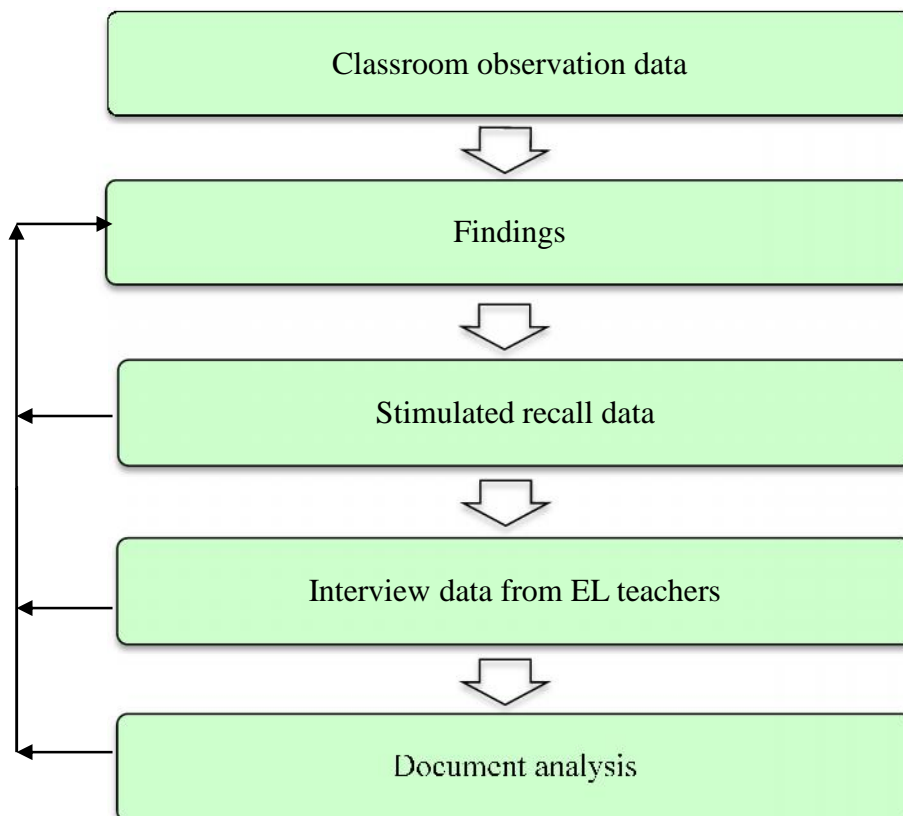 Classroom observation data
Findings
Stimulated recall data
Interview data from EL teachers
Document analysis